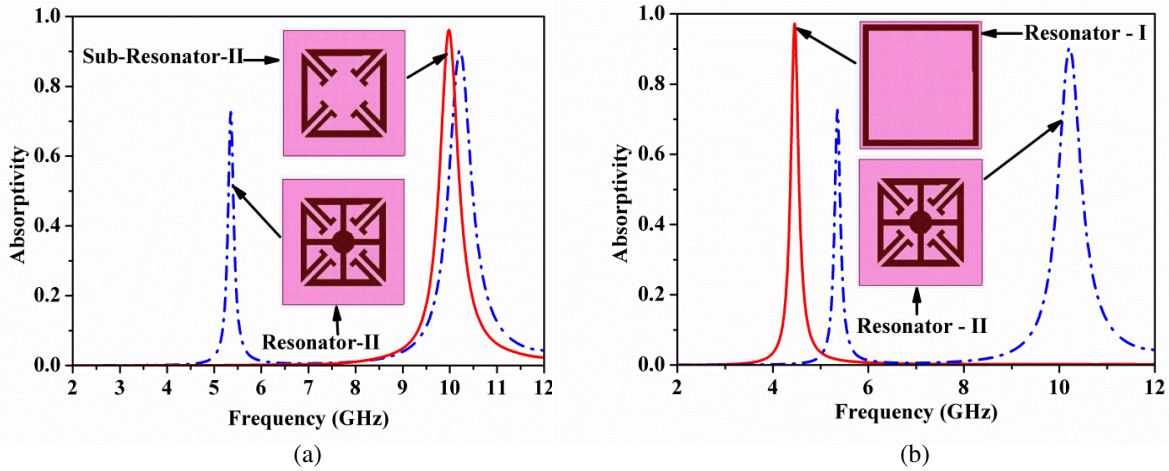 1.0
0.8
0.6
0.4
0.2
0.0
Absorptivity
Sub-Resonator-II
Resonator-II
2 3 4 5 6 7 8 9 10 11 12
Frequency (GHz)
(a)
1.0
0.8
0.6
0.4
0.2
0.0
Absorptivity
Resonator - I
Resonator - II
2 4 6 8 10 12
Frequency (GHz)
(b)